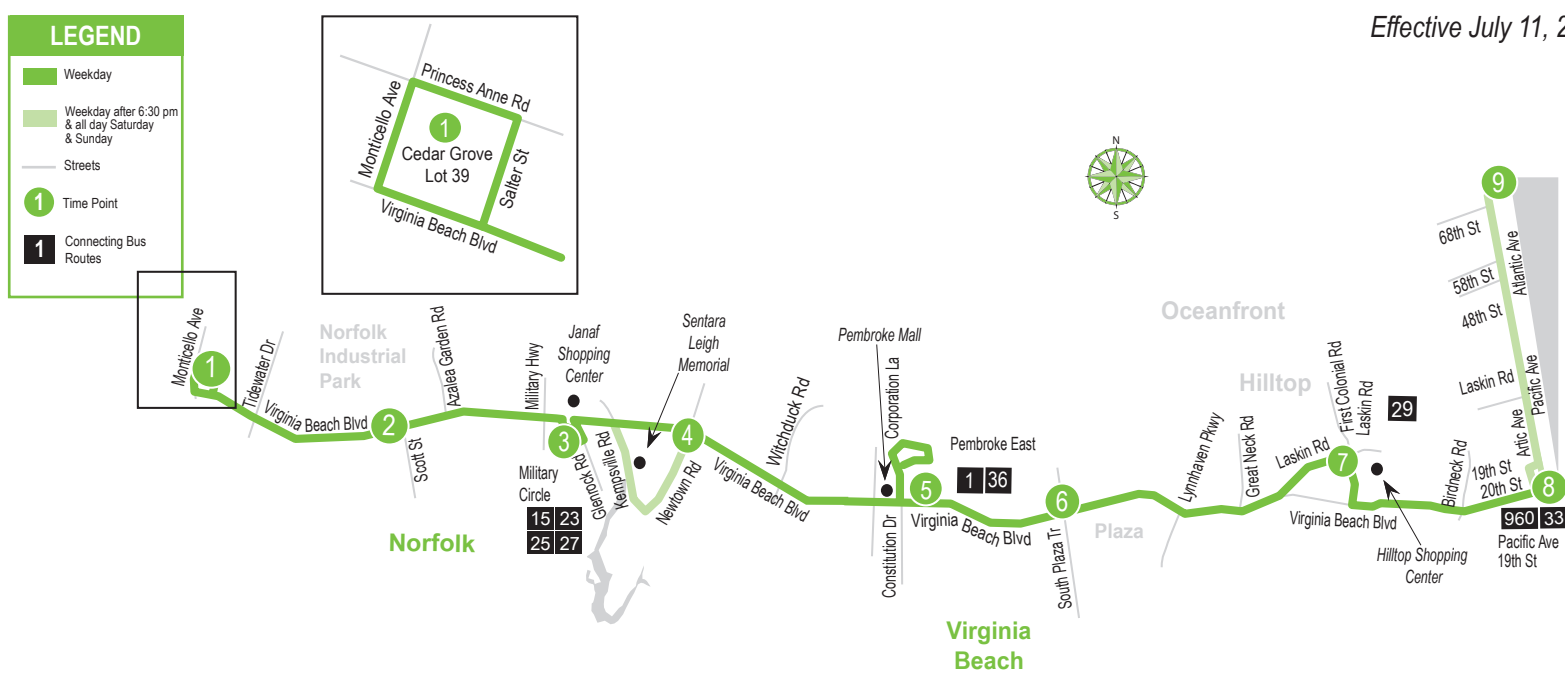 Effective July 11, 2
LEGEND
Weekday
Weekday after 6:30 pm
& all day Saturday
& Sunday
Streets
1 Time Point
1 Connecting Bus
Routes
Princess Anne Rd
Monticello Ave
1
Cedar Grove
Lot 39
Salter St
Virginia Beach Blvd
N
S
Monticello Ave
1
Tidewater Dr
Norfolk
Industrial
Park
Virginia Beach Blvd
2
Scott St
Azalea Garden Rd
Military Hwy
Janaf
Shopping
Center
3
Military
Circle
15 23
25 27
Glenrock Rd
Kempsville Rd
Sentara
Leigh
Memorial
Newtown Rd
4
Norfolk
Virginia Beach Blvd
Witchduck Rd
Pembroke Mall
Corporation La
Constitution Dr
Pembroke East
1 36
5
Virginia Beach Blvd
6
South Plaza Tr
Plaza
Virginia
Beach
Lynnhaven Pkwy
Great Neck Rd
Oceanfront
Hilltop
Laskin Rd
First Colonial Rd
Laskin Rd
29
7
Virginia Beach Blvd
Hilltop Shopping
Center
Birdneck Rd
19th St
20th St
8
960 33
Pacific Ave
19th St
Artic Ave
Laskin Rd
Pacific Ave
48th St
58th St
68th St
Atlantic Ave
9